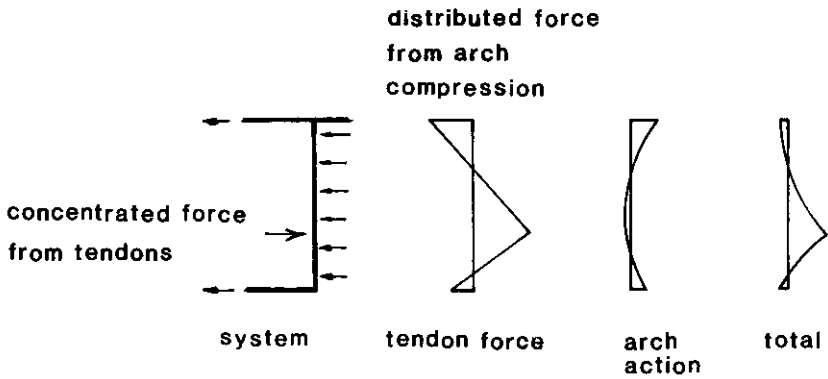 distributed force
from arch
compression
concentrated force
from tendons
system
tendon force
arch
action
total